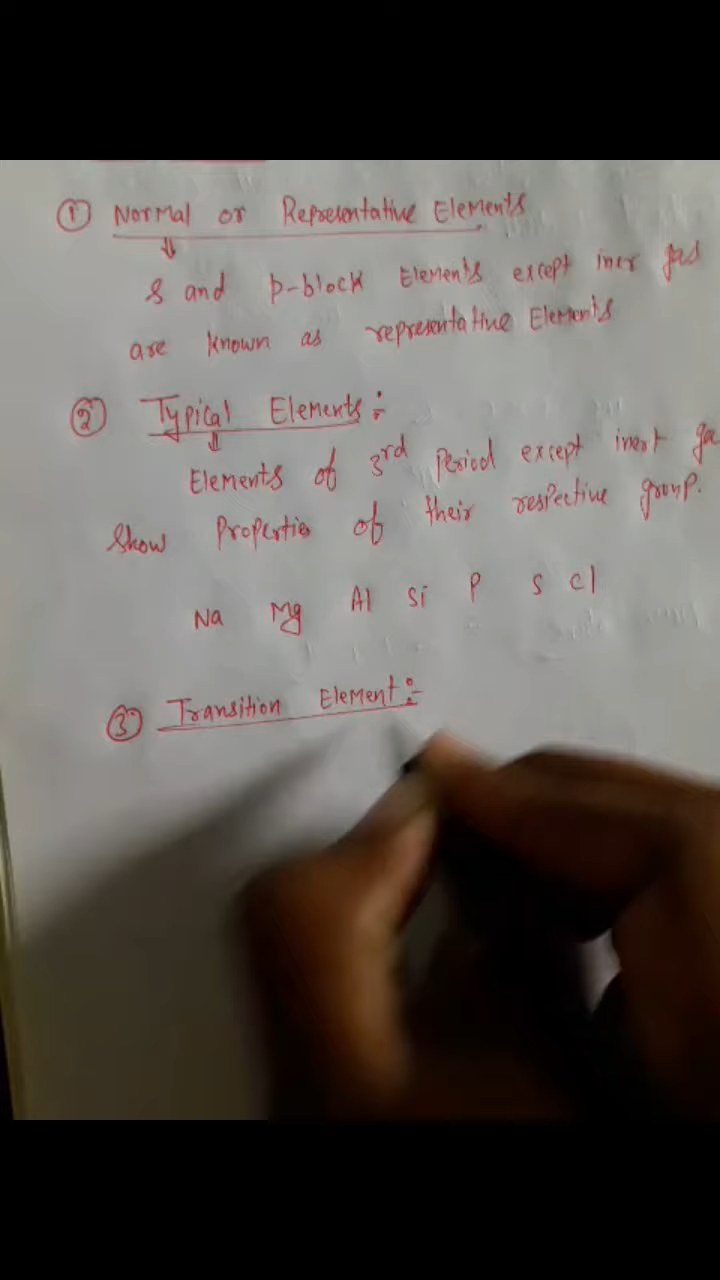 ① Normal or Representative Elements
s and p-block Elements except iner gas
are known as representative Elements
② Typical Elements:-
Elements of 3rd Period except inert ga
Show Propertie of their respective group.
Na Mg Al Si P S Cl
③ Transition Element:-